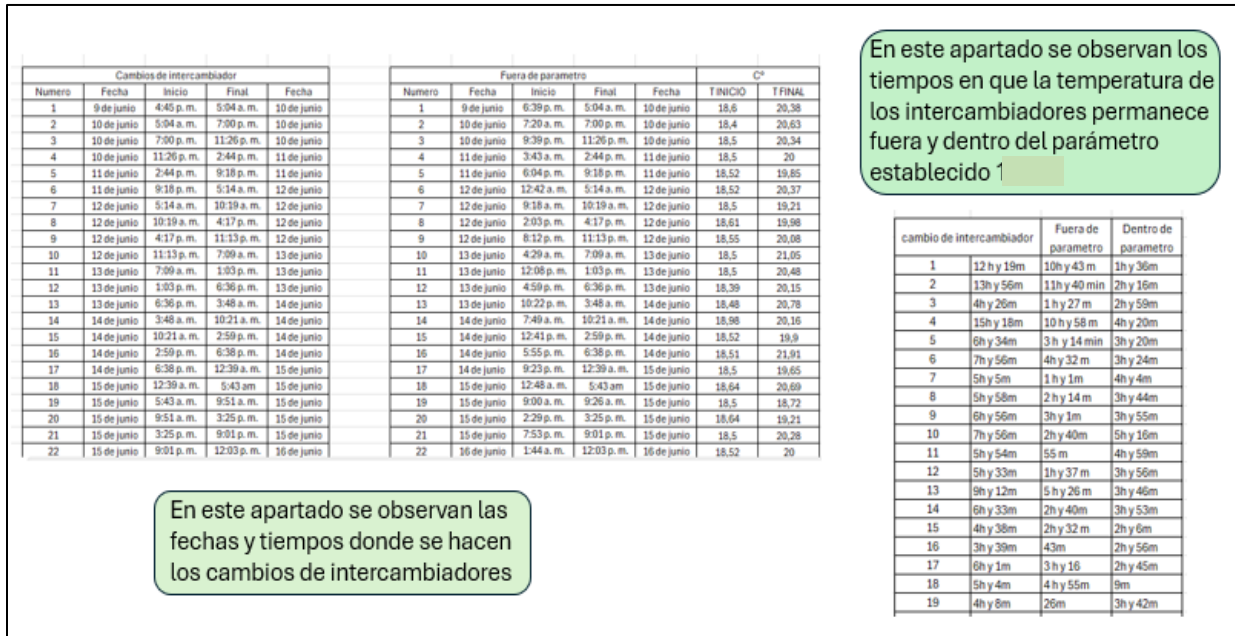 Cambios de intercambiador
Numero Fecha Inicio Final Fecha
1 9 de junio 4:45 p. m. 5:04 a. m. 10 de junio
2 10 de junio 5:04 a. m. 7:00 p. m. 10 de junio
3 10 de junio 7:00 p. m. 11:26 p. m. 10 de junio
4 10 de junio 11:26 p. m. 2:44 p. m. 11 de junio
5 11 de junio 2:44 p. m. 9:18 p. m. 11 de junio
6 11 de junio 9:18 p. m. 5:14 a. m. 12 de junio
7 12 de junio 5:14 a. m. 10:19 a. m. 12 de junio
8 12 de junio 10:19 a. m. 4:17 p. m. 12 de junio
9 12 de junio 4:17 p. m. 11:13 p. m. 12 de junio
10 12 de junio 11:13 p. m. 7:09 a. m. 13 de junio
11 13 de junio 7:09 a. m. 1:03 p. m. 13 de junio
12 13 de junio 1:03 p. m. 6:36 p. m. 13 de junio
13 13 de junio 6:36 p. m. 3:48 a. m. 14 de junio
14 14 de junio 3:48 a. m. 10:21 a. m. 14 de junio
15 14 de junio 10:21 a. m. 2:59 p. m. 14 de junio
16 14 de junio 2:59 p. m. 6:38 p. m. 14 de junio
17 14 de junio 6:38 p. m. 12:39 a. m. 15 de junio
18 15 de junio 12:39 a. m. 5:43 am 15 de junio
19 15 de junio 5:43 a. m. 9:51 a. m. 15 de junio
20 15 de junio 9:51 a. m. 3:25 p. m. 15 de junio
21 15 de junio 3:25 p. m. 9:01 p. m. 15 de junio
22 15 de junio 9:01 p. m. 12:03 p. m. 16 de junio
Fuera de parametro Cº
Numero Fecha Inicio Final Fecha T INICIO T FINAL
1 9 de junio 6:39 p. m. 5:04 a. m. 10 de junio 18,6 20,38
2 10 de junio 7:20 a. m. 7:00 p. m. 10 de junio 18,4 20,63
3 10 de junio 9:39 p. m. 11:26 p. m. 10 de junio 18,5 20,34
4 11 de junio 3:43 a. m. 2:44 p. m. 11 de junio 18,5 20
5 11 de junio 6:04 p. m. 9:18 p. m. 11 de junio 18,52 19,85
6 12 de junio 12:42 a. m. 5:14 a. m. 12 de junio 18,52 20,37
7 12 de junio 9:18 a. m. 10:19 a. m. 12 de junio 18,5 19,21
8 12 de junio 2:03 p. m. 4:17 p. m. 12 de junio 18,61 19,98
9 12 de junio 8:12 p. m. 11:13 p. m. 12 de junio 18,55 20,08
10 13 de junio 4:29 a. m. 7:09 a. m. 13 de junio 18,5 21,05
11 13 de junio 12:08 p. m. 1:03 p. m. 13 de junio 18,5 20,48
12 13 de junio 4:59 p. m. 6:36 p. m. 13 de junio 18,39 20,15
13 13 de junio 10:22 p. m. 3:48 a. m. 14 de junio 18,48 20,78
14 14 de junio 7:49 a. m. 10:21 a. m. 14 de junio 18,98 20,16
15 14 de junio 12:41 p. m. 2:59 p. m. 14 de junio 18,52 19,9
16 14 de junio 5:55 p. m. 6:38 p. m. 14 de junio 18,51 21,91
17 14 de junio 9:23 p. m. 12:39 a. m. 15 de junio 18,5 19,65
18 15 de junio 12:48 a. m. 5:43 am 15 de junio 18,64 20,69
19 15 de junio 9:00 a. m. 9:26 a. m. 15 de junio 18,5 18,72
20 15 de junio 2:29 p. m. 3:25 p. m. 15 de junio 18,64 19,21
21 15 de junio 7:53 p. m. 9:01 p. m. 15 de junio 18,5 20,28
22 16 de junio 1:44 a. m. 12:03 p. m. 16 de junio 18,52 20
En este apartado se observan los
tiempos en que la temperatura de
los intercambiadores permanece
fuera y dentro del parámetro
establecido 1
cambio de intercambiador Fuera de parametro Dentro de parametro
1 12 h y 19m 10h y 43 m 1h y 36m
2 13h y 56m 11h y 40 min 2h y 16m
3 4h y 26m 1 h y 27 m 2h y 59m
4 15h y 18m 10 h y 58 m 4h y 20m
5 6h y 34m 3 h y 14 min 3h y 20m
6 7h y 56m 4h y 32 m 3h y 24m
7 5h y 5m 1 h y 1m 4h y 4m
8 5h y 58m 2 h y 14 m 3h y 44m
9 6h y 56m 3h y 1m 3h y 55m
10 7h y 56m 2h y 40m 5h y 16m
11 5h y 54m 55 m 4h y 59m
12 5h y 33m 1h y 37 m 3h y 56m
13 9h y 12m 5 h y 26 m 3h y 46m
14 6h y 33m 2h y 40m 3h y 53m
15 4h y 38m 2h y 32 m 2h y 6m
16 3h y 39m 43m 2h y 56m
17 6h y 1m 3 h y 16 2h y 45m
18 5h y 4m 4 h y 55m 9m
19 4h y 8m 26m 3h y 42m
En este apartado se observan las
fechas y tiempos donde se hacen
los cambios de intercambiadores